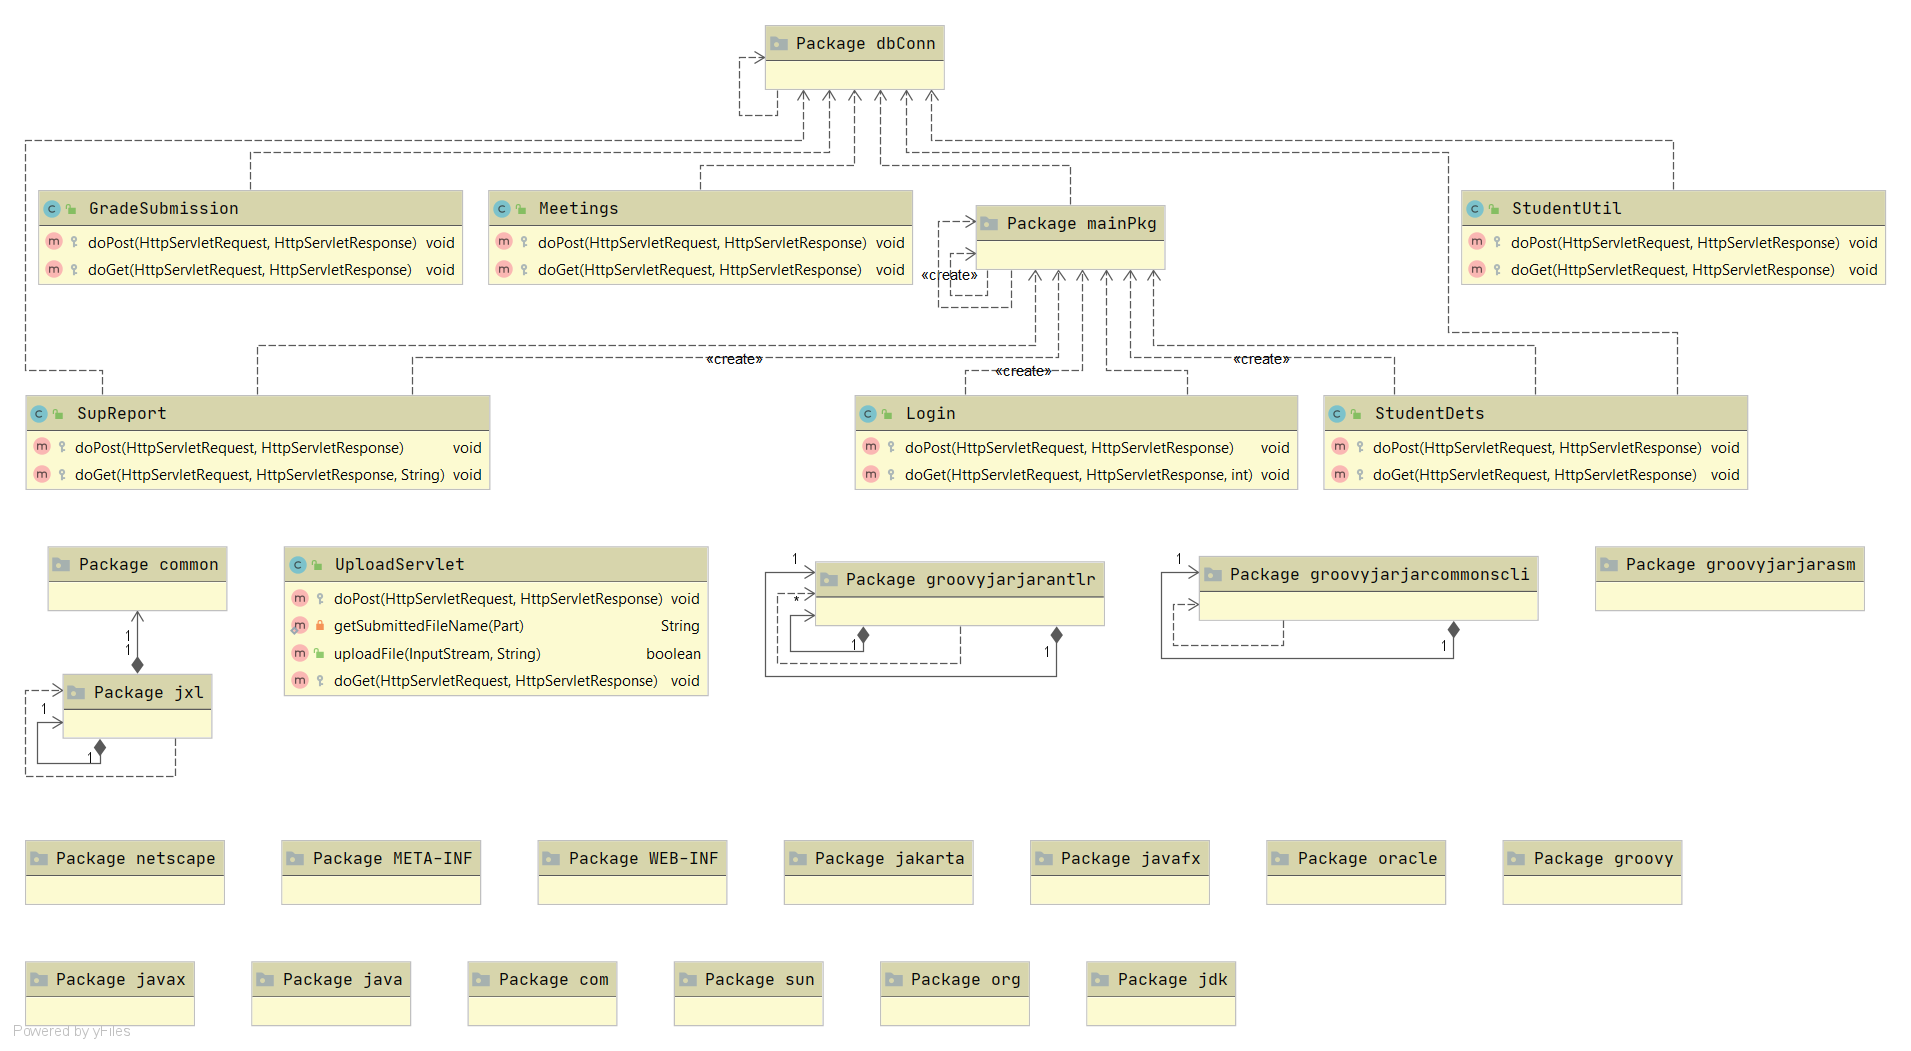 Package dbConn
GradeSubmission
doPost(HttpServletRequest, HttpServletResponse) void
doGet(HttpServletRequest, HttpServletResponse) void
Meetings
doPost(HttpServletRequest, HttpServletResponse) void
doGet(HttpServletRequest, HttpServletResponse) void
Package mainPkg
«create»
StudentUtil
doPost(HttpServletRequest, HttpServletResponse) void
doGet(HttpServletRequest, HttpServletResponse) void
«create»
«create»
«create»
SupReport
doPost(HttpServletRequest, HttpServletResponse) void
doGet(HttpServletRequest, HttpServletResponse, String) void
Login
doPost(HttpServletRequest, HttpServletResponse) void
doGet(HttpServletRequest, HttpServletResponse, int) void
StudentDets
doPost(HttpServletRequest, HttpServletResponse) void
doGet(HttpServletRequest, HttpServletResponse) void
Package common
1
1
Package jxl
1
1
UploadServlet
doPost(HttpServletRequest, HttpServletResponse) void
getSubmittedFileName(Part) String
uploadFile(InputStream, String) boolean
doGet(HttpServletRequest, HttpServletResponse) void
1
Package groovyjarjarantlr
*
1
1
1
Package groovyjarjarcommonscli
1
Package groovyjarjarasm
Package netscape
Package META-INF
Package WEB-INF
Package jakarta
Package javafx
Package oracle
Package groovy
Package javax
Package java
Package com
Package sun
Package org
Package jdk
Powered by yFiles